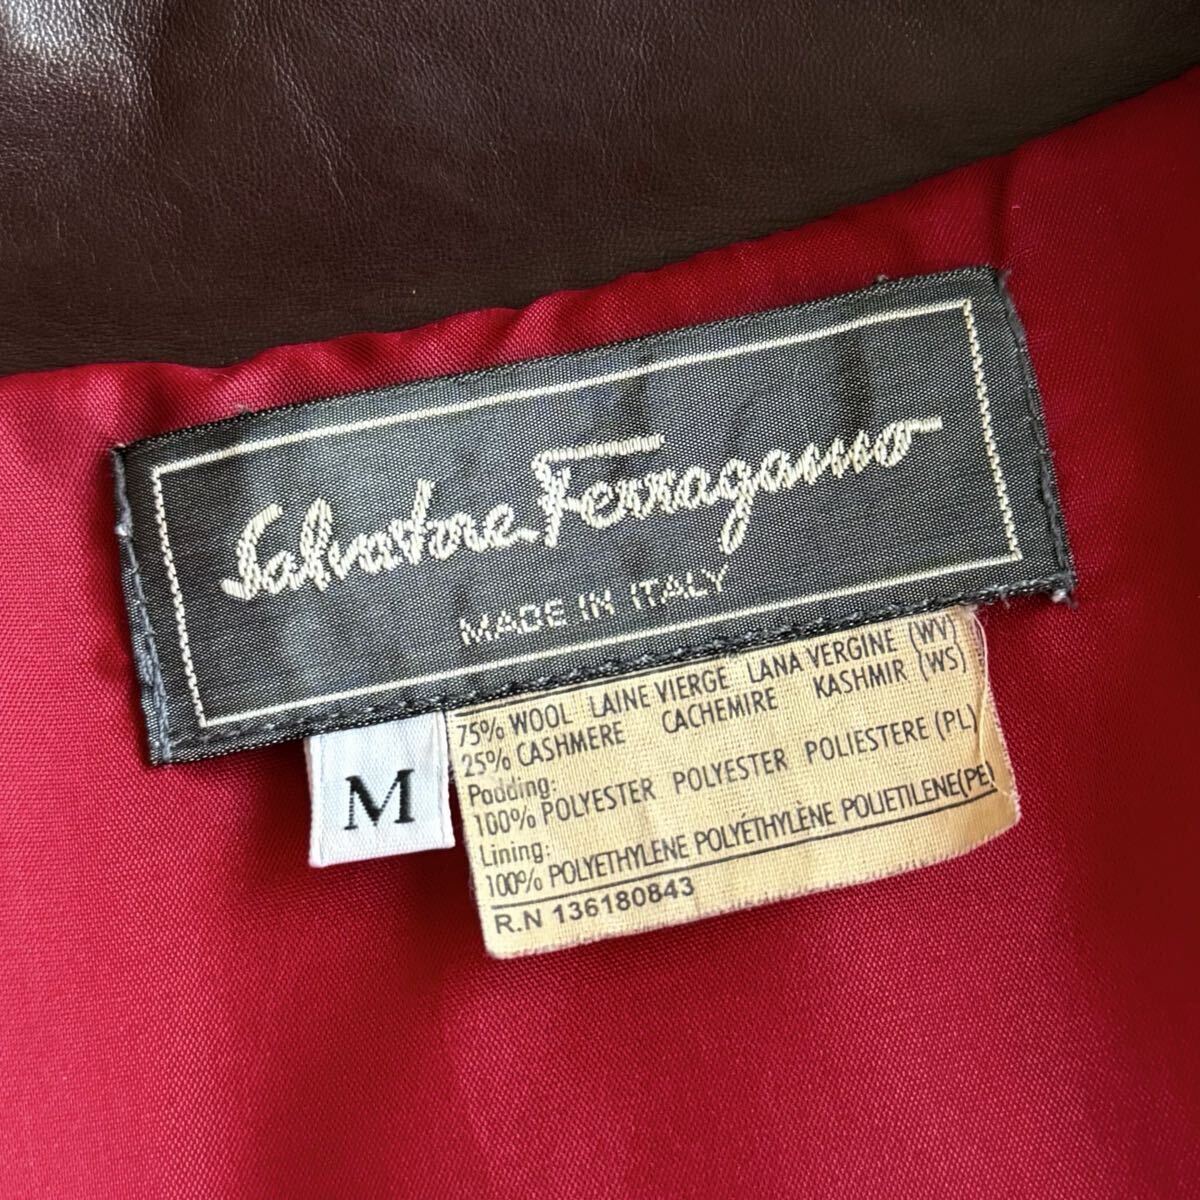 Salvatore Ferragamo
MADE IN ITALY
M
75% WOOL LAINE VIERGE LANA VERGINE (WV)
25% CASHMERE CACHEMIRE KASHMIR (WS)
Padding:
100% POLYESTER POLYESTER POLIESTERE (PL)
Lining:
100% POLYETHYLENE POLYÉTHYLÈNE POLIETILENE(PE)
R.N 136180843